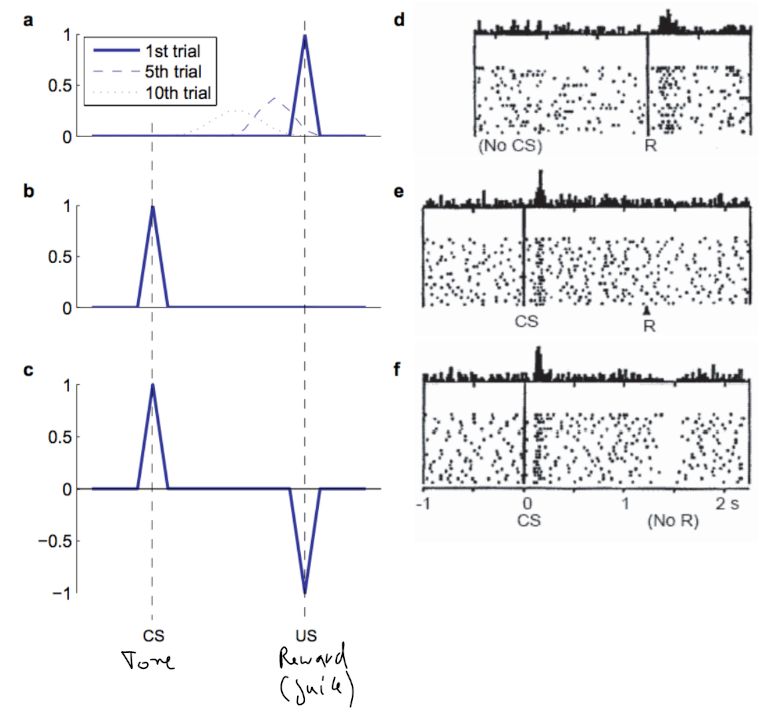 a
1
0.5
0
1st trial
5th trial
10th trial
b
1
0.5
0
c
1
0.5
0
−0.5
−1
CS
US
Tone
Reward
(Juice)
d
(No CS)
R
e
CS
R
f
-1
0
1
2 s
CS
(No R)